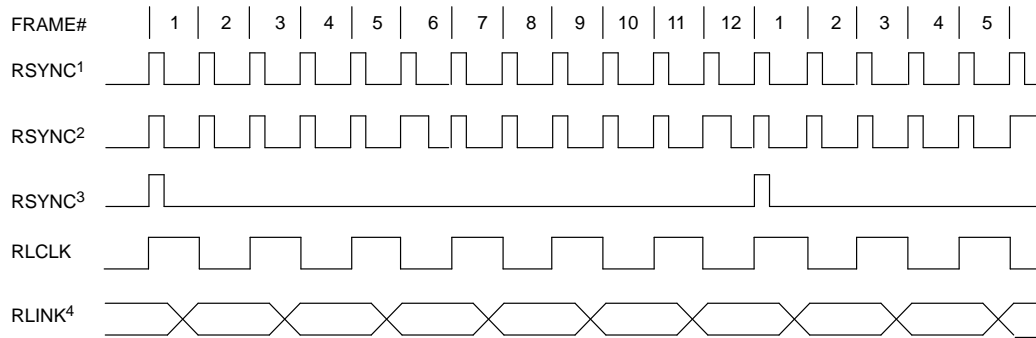 FRAME# 1 2 3 4 5 6 7 8 9 10 11 12 1 2 3 4 5
RSYNC1
RSYNC2
RSYNC3
RLCLK
RLINK4